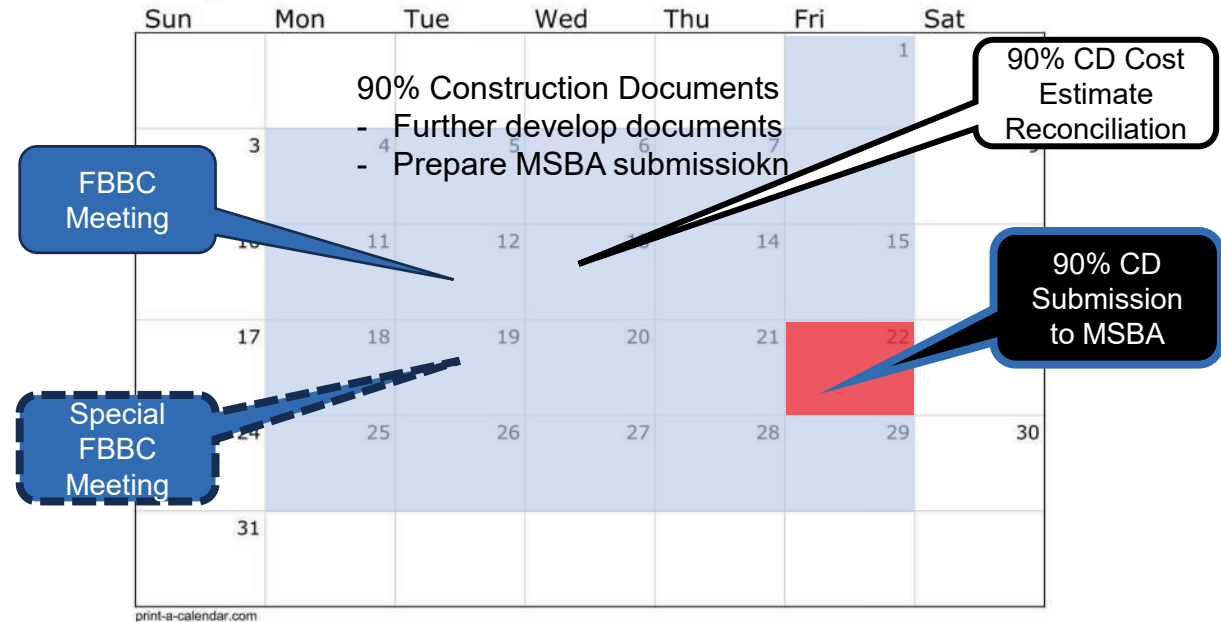 Sun Mon Tue Wed Thu Fri Sat
1
90% Construction Documents
- Further develop documents
- Prepare MSBA submissiokn
90% CD Cost
Estimate
Reconciliation
3 4 5 6 7
FBBC
Meeting
11 12 14 15
90% CD
Submission
to MSBA
17 18 19 20 21 22
Special
FBBC
Meeting
24 25 26 27 28 29 30
31
print-a-calendar.com